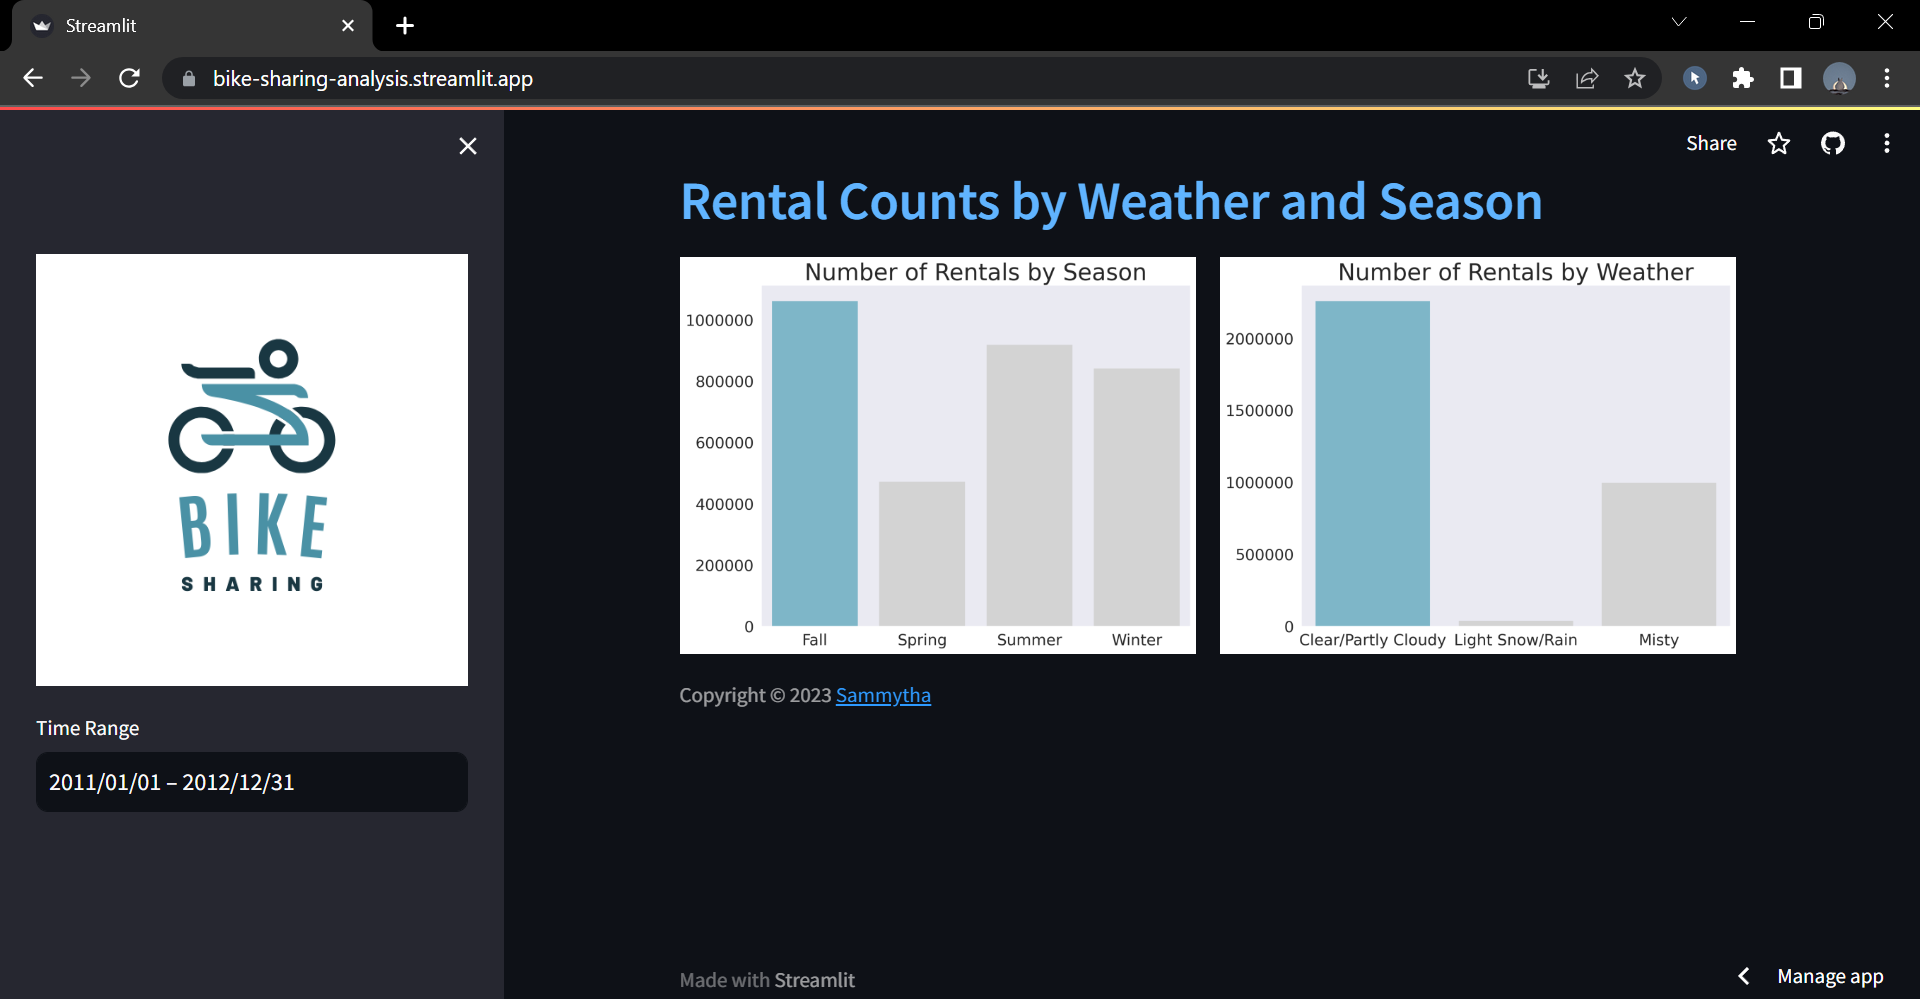 Streamlit
bike-sharing-analysis.streamlit.app
Share
BIKE
SHARING
Time Range
2011/01/01 – 2012/12/31
Rental Counts by Weather and Season
Number of Rentals by Season
1000000
800000
600000
400000
200000
0
Fall Spring Summer Winter
Number of Rentals by Weather
2000000
1500000
1000000
500000
0
Clear/Partly Cloudy Light Snow/Rain Misty
Copyright © 2023 Sammytha
Made with Streamlit
Manage app